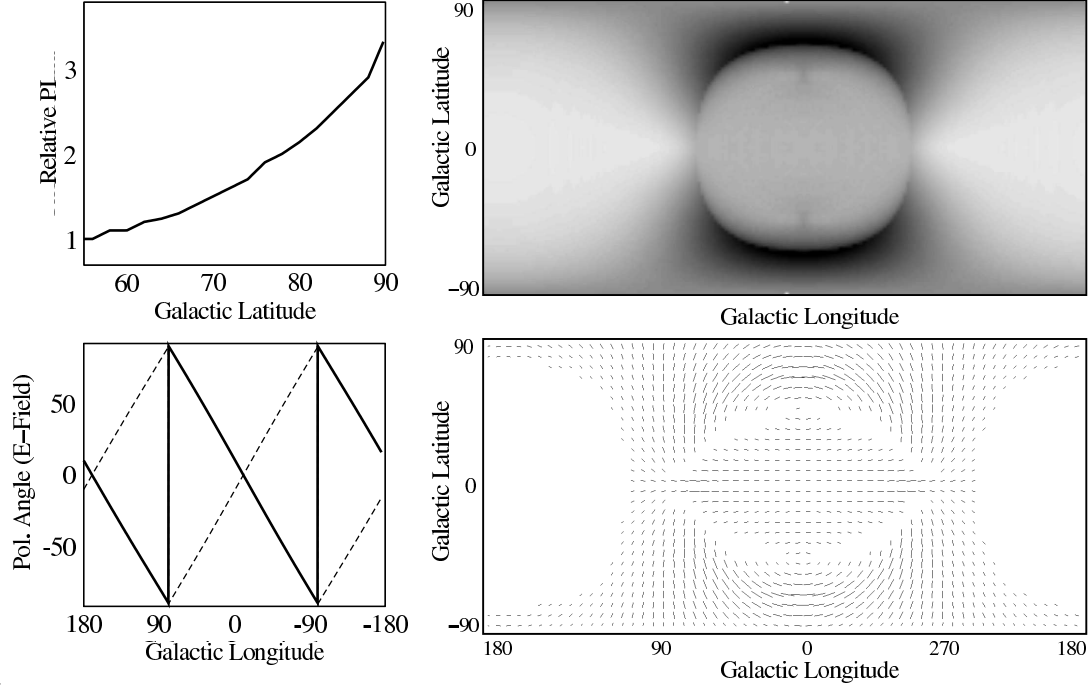 3
2
1
Relative PI
60 70 80 90
Galactic Latitude
90
0
−90
Galactic Latitude
Galactic Longitude
50
0
-50
Pol. Angle (E−Field)
180 90 0 -90 -180
Galactic Longitude
90
0
−90
Galactic Latitude
180 90 0 270 180
Galactic Longitude